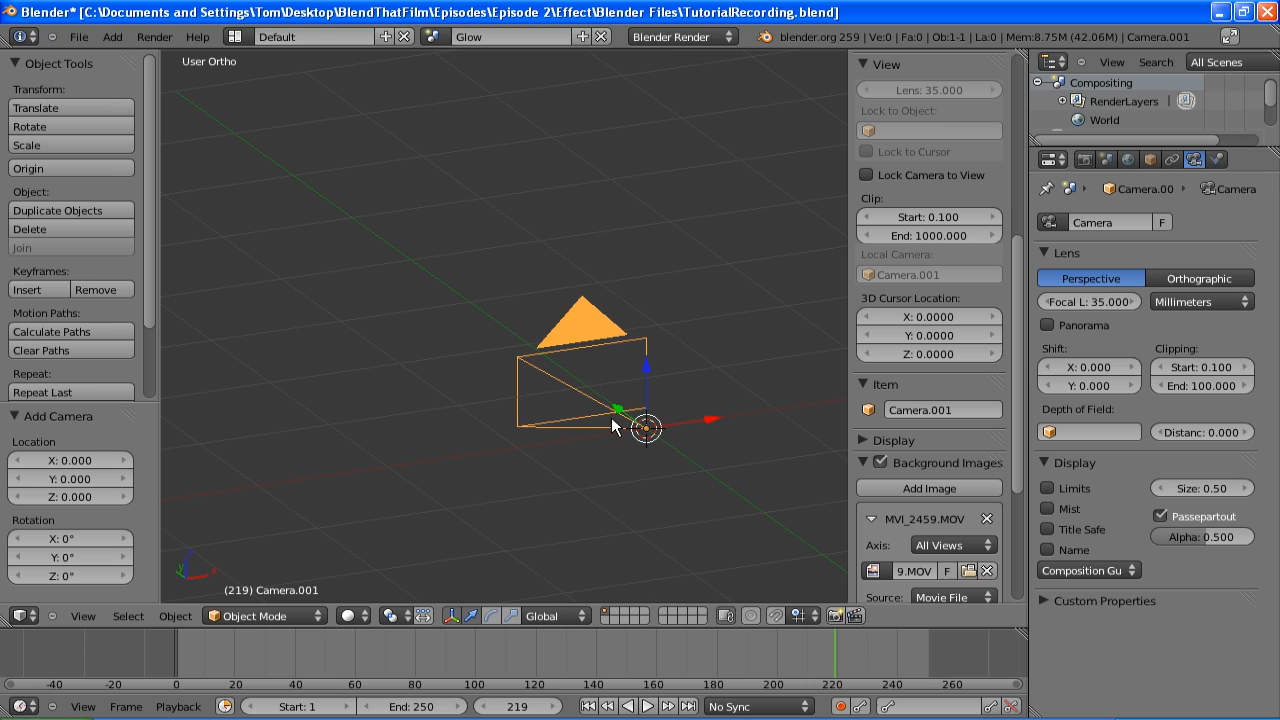 Blender* [C:\Documents and Settings\Tom\Desktop\BlendThatFilm\Episodes\Episode 2\Effect\Blender Files\TutorialRecording.blend]
File Add Render Help Default Glow Blender Render blender.org 259 | Ve:0 | Fa:0 | Ob:1-1 | La:0 | Mem:8.75M (42.06M) | Camera.001
Object Tools
Transform:
Translate
Rotate
Scale
Origin
Object:
Duplicate Objects
Delete
Join
Keyframes:
Insert Remove
Motion Paths:
Calculate Paths
Clear Paths
Repeat:
Repeat Last
Add Camera
Location
X: 0.000
Y: 0.000
Z: 0.000
Rotation
X: 0°
Y: 0°
Z: 0°
User Ortho
(219) Camera.001
View
Lens: 35.000
Lock to Object:
Lock to Cursor
Lock Camera to View
Clip:
Start: 0.100
End: 1000.000
Local Camera:
Camera.001
3D Cursor Location:
X: 0.0000
Y: 0.0000
Z: 0.0000
Item
Camera.001
Display
Background Images
Add Image
MVI_2459.MOV
Axis: All Views
9.MOV F
Source: Movie File
View Search All Scenes
Compositing
RenderLayers
World
Camera.00 Camera
Camera F
Lens
Perspective Orthographic
Focal L: 35.000 Millimeters
Panorama
Shift: Clipping:
X: 0.000 Start: 0.100
Y: 0.000 End: 100.000
Depth of Field:
Distanc: 0.000
Display
Limits Size: 0.50
Mist Passepartout
Title Safe Alpha: 0.500
Name
Composition Gu
Custom Properties
View Select Object Object Mode Global
-40 -20 0 20 40 60 80 100 120 140 160 180 200 220 240 260
View Frame Playback Start: 1 End: 250 219 No Sync